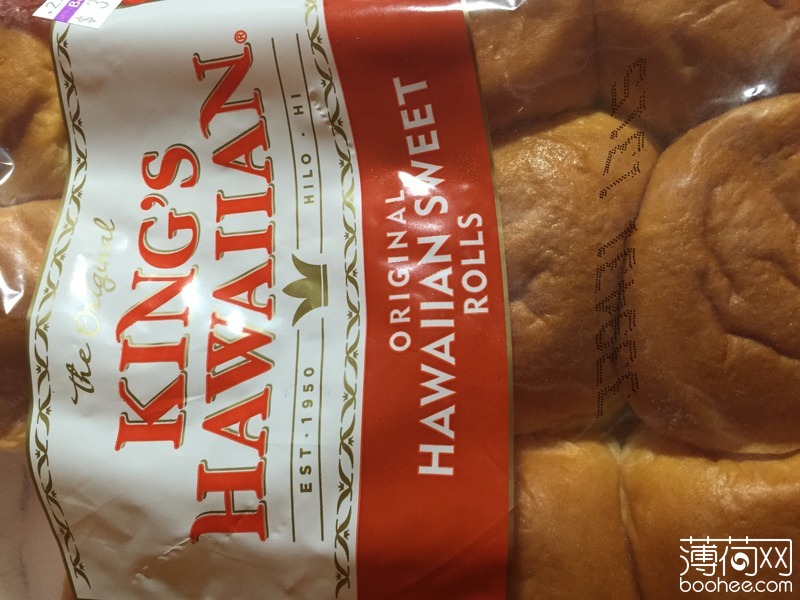 The Original
KING'S
HAWAIIAN®
EST·1950
HILO · HI
ORIGINAL
HAWAIIAN SWEET
ROLLS
薄荷网
boohee.com